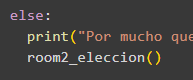 else:
print("Por mucho que
room2_eleccion()